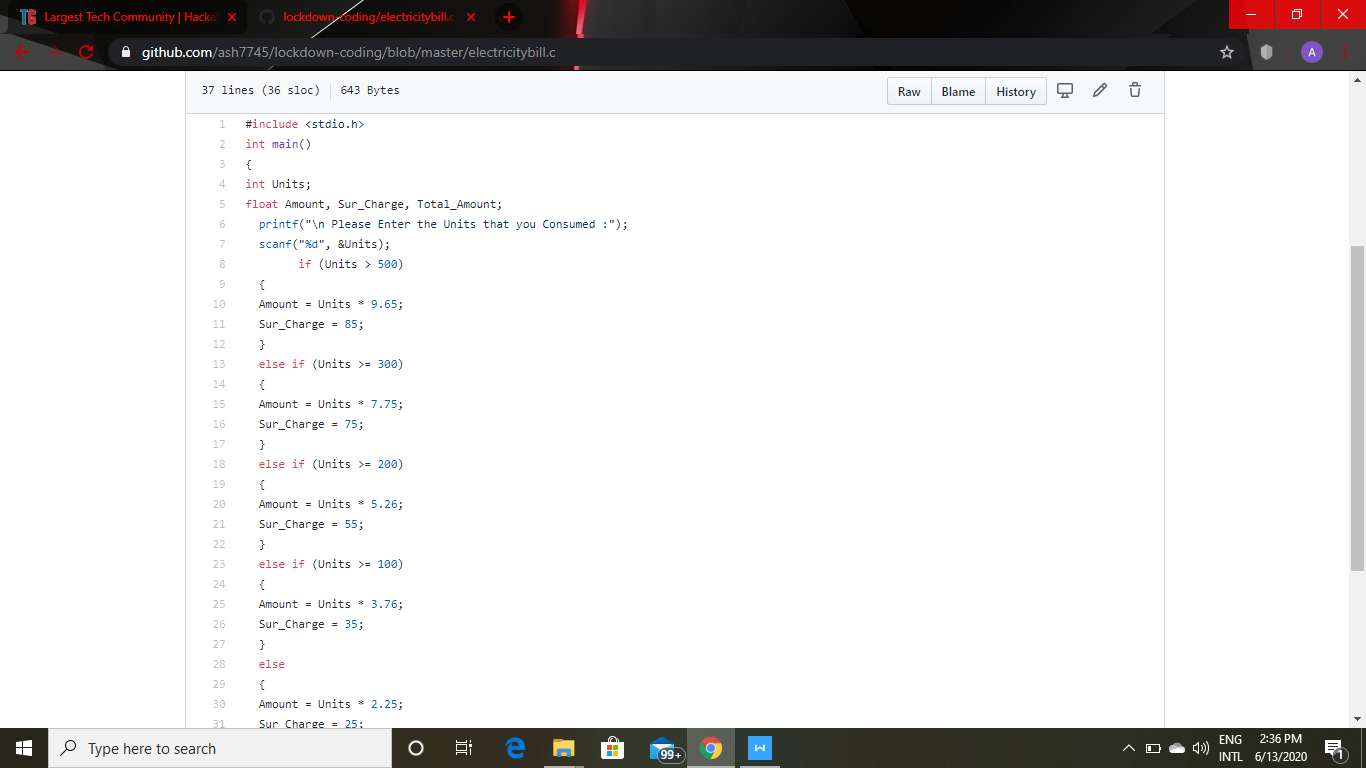 Largest Tech Community | Hacka
lockdown-coding/electricitybill.c
github.com/ash7745/lockdown-coding/blob/master/electricitybill.c
A
37 lines (36 sloc) 643 Bytes
Raw Blame History
1 #include <stdio.h>
2 int main()
3 {
4 int Units;
5 float Amount, Sur_Charge, Total_Amount;
6 printf("\n Please Enter the Units that you Consumed :");
7 scanf("%d", &Units);
8 if (Units > 500)
9 {
10 Amount = Units * 9.65;
11 Sur_Charge = 85;
12 }
13 else if (Units >= 300)
14 {
15 Amount = Units * 7.75;
16 Sur_Charge = 75;
17 }
18 else if (Units >= 200)
19 {
20 Amount = Units * 5.26;
21 Sur_Charge = 55;
22 }
23 else if (Units >= 100)
24 {
25 Amount = Units * 3.76;
26 Sur_Charge = 35;
27 }
28 else
29 {
30 Amount = Units * 2.25;
31 Sur_Charge = 25;
Type here to search
99+
ENG
INTL
2:36 PM
6/13/2020
1